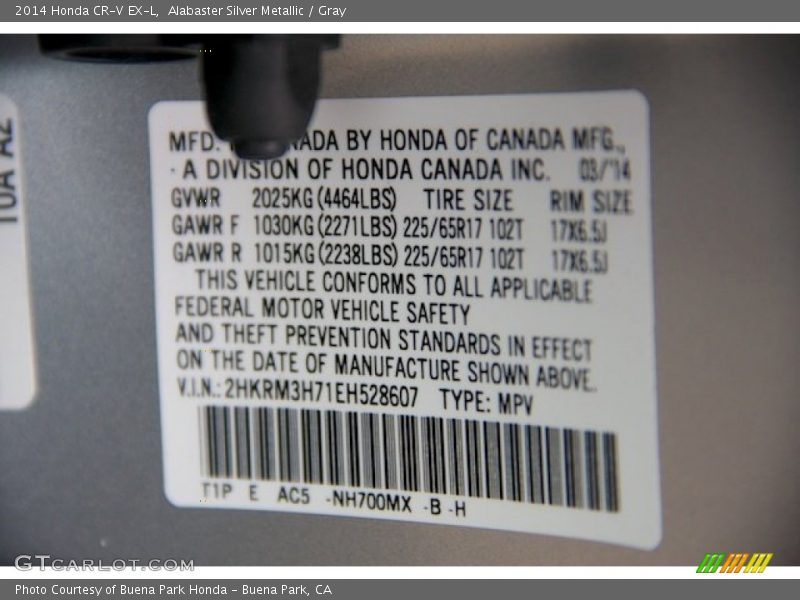 2014 Honda CR-V EX-L, Alabaster Silver Metallic / Gray
10A A2
MFD. NADA BY HONDA OF CANADA MFG.,
· A DIVISION OF HONDA CANADA INC. 03/'14
GVWR 2025KG(4464LBS) TIRE SIZE RIM SIZE
GAWR F 1030KG(2271LBS) 225/65R17 102T 17X6.5J
GAWR R 1015KG(2238LBS) 225/65R17 102T 17X6.5J
THIS VEHICLE CONFORMS TO ALL APPLICABLE
FEDERAL MOTOR VEHICLE SAFETY
AND THEFT PREVENTION STANDARDS IN EFFECT
ON THE DATE OF MANUFACTURE SHOWN ABOVE.
V.I.N.: 2HKRM3H71EH528607 TYPE: MPV
T1P E AC5 -NH700MX -B -H
GTCARLOT.COM
Photo Courtesy of Buena Park Honda - Buena Park, CA